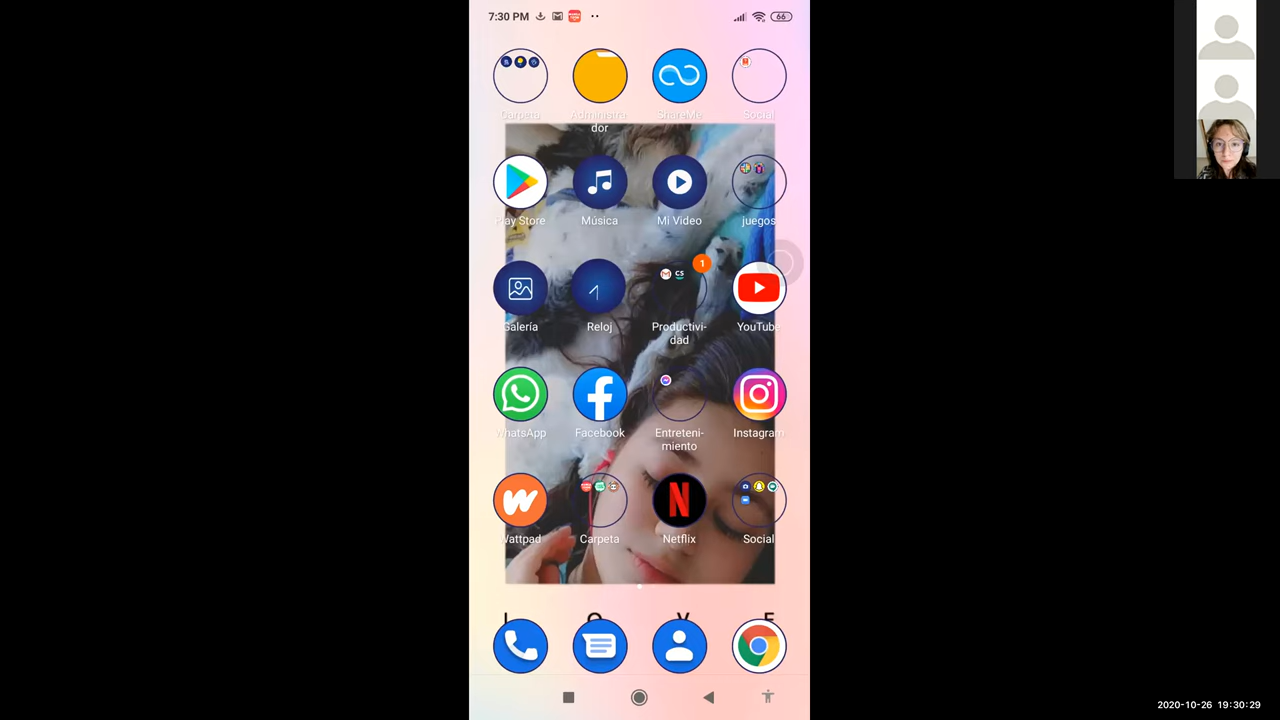 7:30 PM
66
Carpeta
Administra
dor
ShareMe
Social
Play Store
Música
Mi Video
juegos
1
CS
Galería
Reloj
Productivi-
dad
YouTube
WhatsApp
Facebook
Entreteni-
miento
Instagram
Wattpad
Carpeta
Netflix
Social
L O V E
2020-10-26 19:30:29